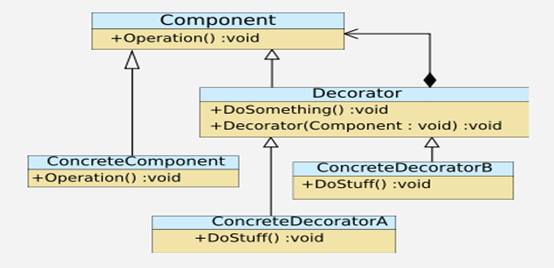 Component
+Operation() :void
Decorator
+DoSomething() :void
+Decorator(Component : void) :void
ConcreteComponent
+Operation() :void
ConcreteDecoratorB
+DoStuff() :void
ConcreteDecoratorA
+DoStuff() :void